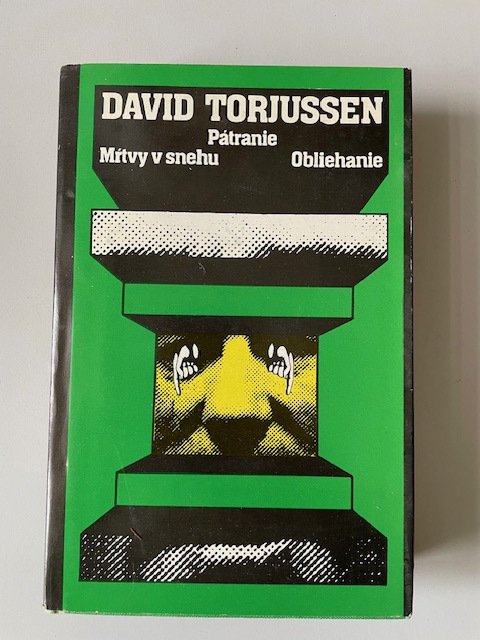 DAVID TORJUSSEN
Pátranie
Mŕtvy v snehu Obliehanie